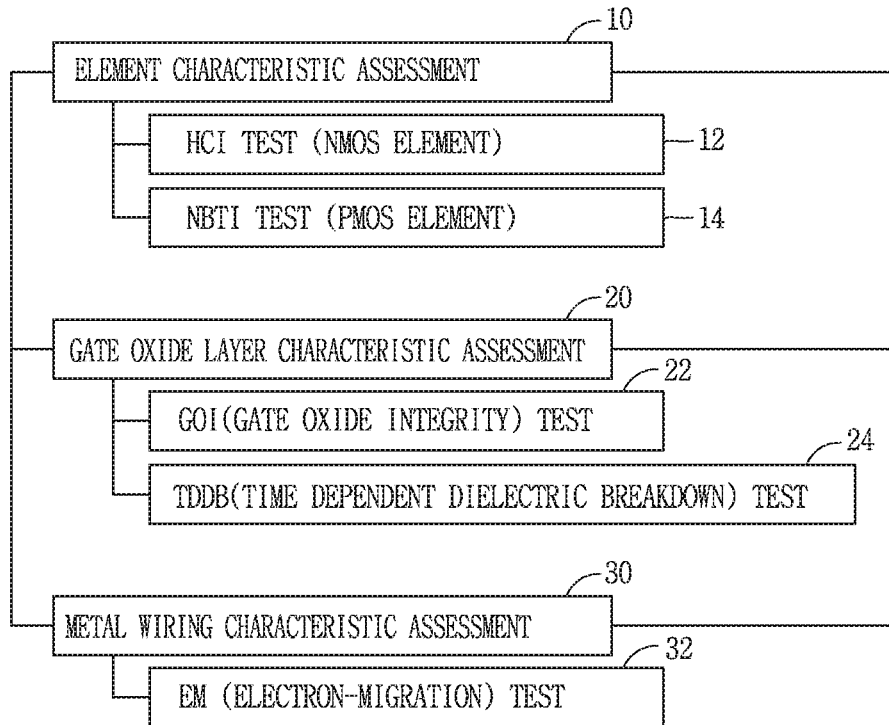 10
ELEMENT CHARACTERISTIC ASSESSMENT
HCI TEST (NMOS ELEMENT)
12
NBTI TEST (PMOS ELEMENT)
14
20
GATE OXIDE LAYER CHARACTERISTIC ASSESSMENT
22
GOI(GATE OXIDE INTEGRITY) TEST
24
TDDB(TIME DEPENDENT DIELECTRIC BREAKDOWN) TEST
30
METAL WIRING CHARACTERISTIC ASSESSMENT
32
EM (ELECTRON-MIGRATION) TEST